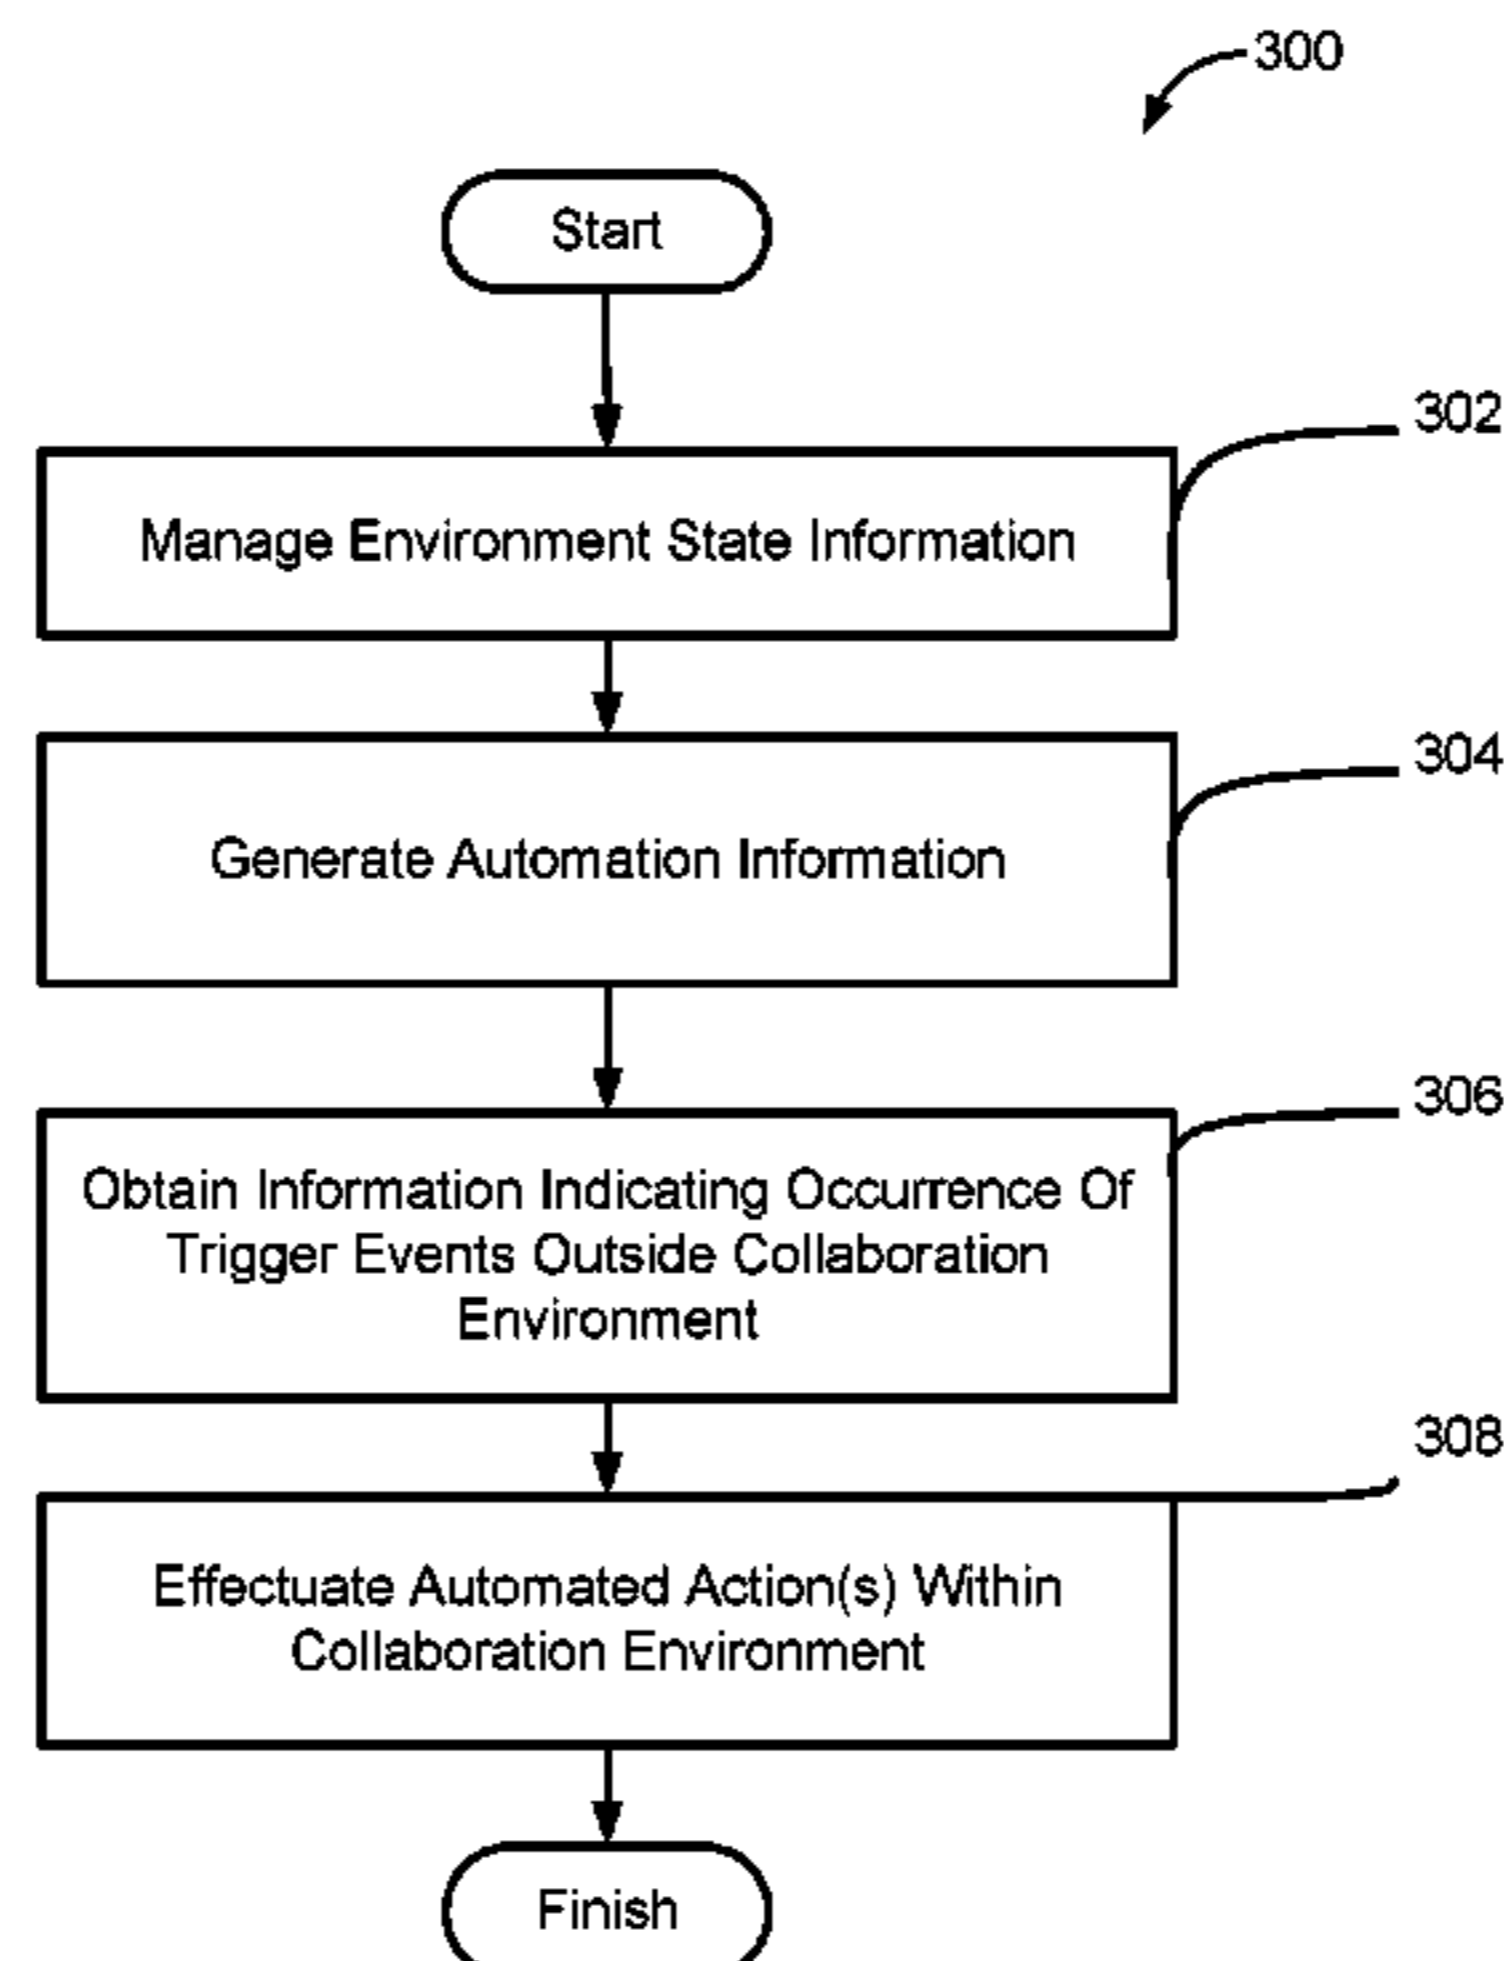 300
Start
302
Manage Environment State Information
304
Generate Automation Information
306
Obtain Information Indicating Occurrence Of
Trigger Events Outside Collaboration
Environment
308
Effectuate Automated Action(s) Within
Collaboration Environment
Finish